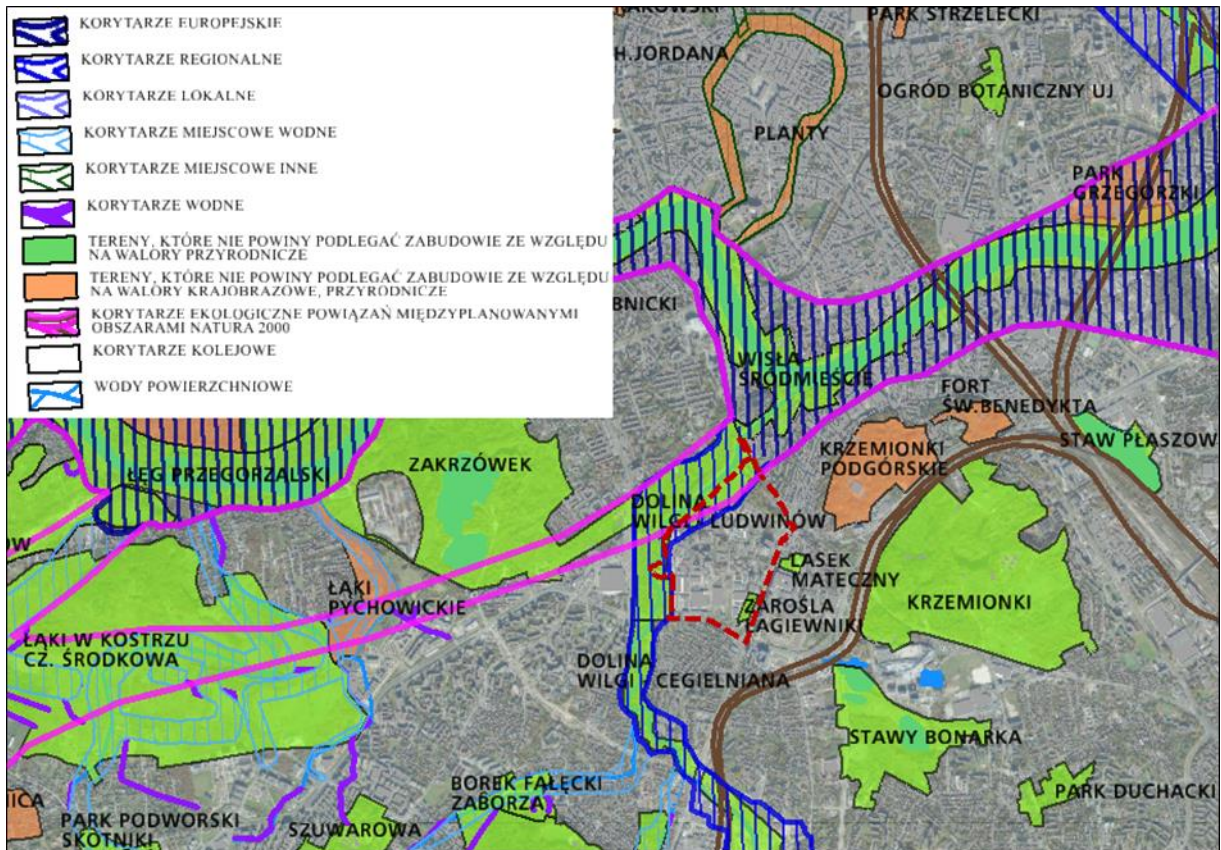 KORYTARZE EUROPEJSKIE
KORYTARZE REGIONALNE
KORYTARZE LOKALNE
KORYTARZE MIEJSCOWE WODNE
KORYTARZE MIEJSCOWE INNE
KORYTARZE WODNE
TERENY, KTÓRE NIE POWINY PODLEGAĆ ZABUDOWIE ZE WZGLĘDU
NA WALORY PRZYRODNICZE
TERENY, KTÓRE NIE POWINY PODLEGAĆ ZABUDOWIE ZE WZGLĘDU
NA WALORY KRAJOBRAZOWE, PRZYRODNICZE
KORYTARZE EKOLOGICZNE POWIĄZAŃ MIĘDZYPLANOWANYMI
OBSZARAMI NATURA 2000
KORYTARZE KOLEJOWE
WODY POWIERZCHNIOWE
AKOWSKI
PARK STRZELECKI
H.JORDANA
OGRÓD BOTANICZNY UJ
PLANTY
PARK
GRZEGÓRZKI
BNICKI
WISŁA
ŚRÓDMIEŚCIE
FORT
ŚW.BENEDYKTA
STAW PŁASZOW
KRZEMIONKI
PODGÓRSKIE
ZAKRZÓWEK
ŁĘG PRZEGORZALSKI
DOLINA
WILGI - LUDWINÓW
OW
LASEK
MATECZNY
ŁĄKI
PYCHOWICKIE
ZAROŚLA
ŁAGIEWNIKI
KRZEMIONKI
ŁĄKI W KOSTRZU
CZ. ŚRODKOWA
DOLINA
WILGI - CEGIELNIANA
STAWY BONARKA
BOREK FAŁĘCKI
ZABORZA
PARK DUCHACKI
NICA
PARK PODWORSKI
SKOTNIKI
SZUWAROWA